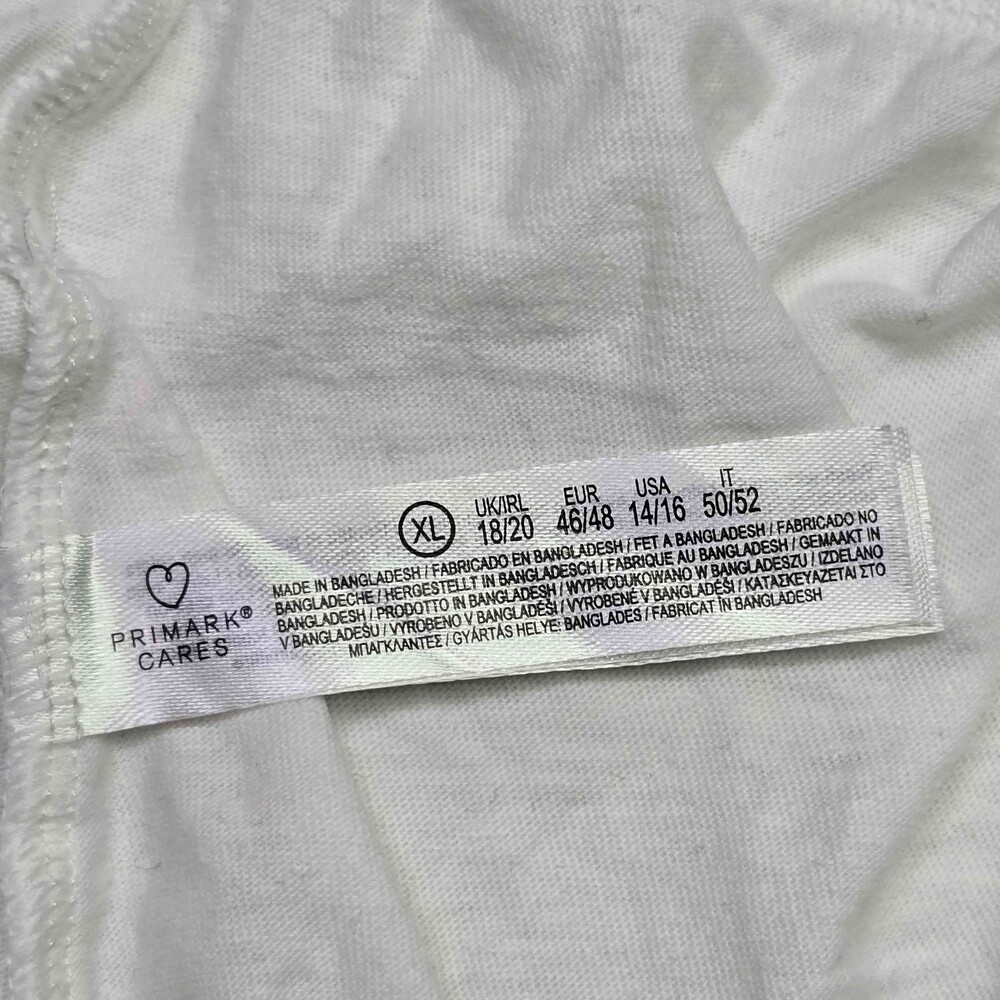 XL
UK/IRL EUR USA IT
18/20 46/48 14/16 50/52
MADE IN BANGLADESH / FABRICADO EN BANGLADESH / FET A BANGLADESH / FABRICADO NO
BANGLADECHE / HERGESTELLT IN BANGLADESCH / FABRIQUE AU BANGLADESH / GEMAAKT IN
BANGLADESH / PRODOTTO IN BANGLADESH / WYPRODUKOWANO W BANGLADESZU / IZDELANO
V BANGLADEŠU / VYROBENO V BANGLADÉŠI / VYROBENÉ V BANGLADÉŠI / ΚΑΤΑΣΚΕΥΑΖΕΤΑΙ ΣΤΟ
ΜΠΑΓΚΛΑΝΤΕΣ / GYÁRTÁS HELYE: BANGLADES / FABRICAT ÎN BANGLADESH
PRIMARK®
CARES